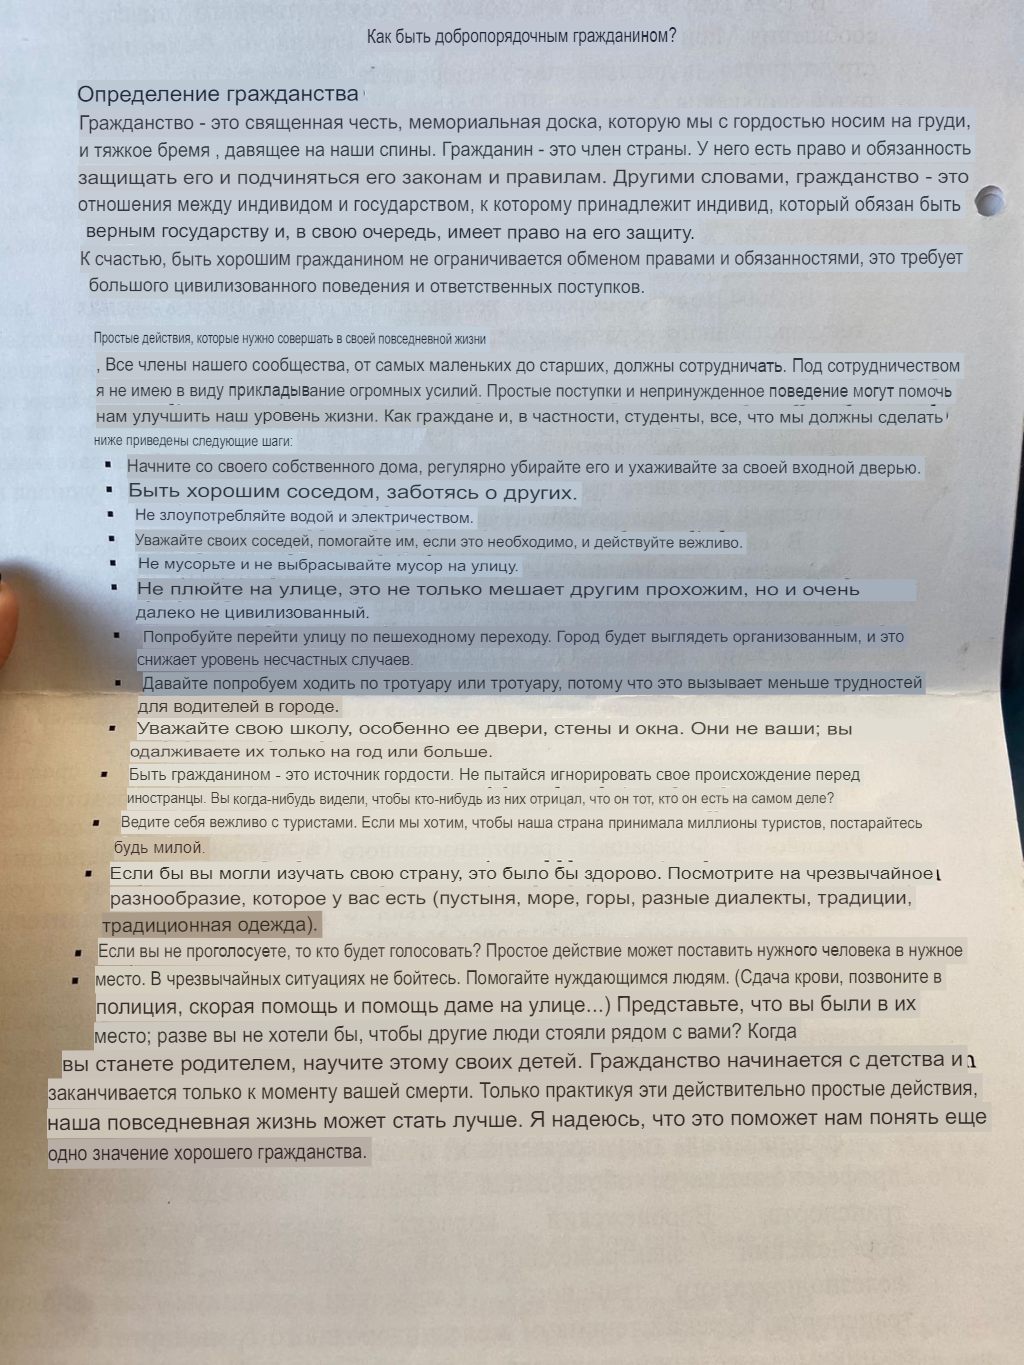 Как быть добропорядочным гражданином?
Определение гражданства
Гражданство - это священная честь, мемориальная доска, которую мы с гордостью носим на груди,
и тяжкое бремя , давящее на наши спины. Гражданин - это член страны. У него есть право и обязанность
защищать его и подчиняться его законам и правилам. Другими словами, гражданство - это
отношения между индивидом и государством, к которому принадлежит индивид, который обязан быть
верным государству и, в свою очередь, имеет право на его защиту.
К счастью, быть хорошим гражданином не ограничивается обменом правами и обязанностями, это требует
большого цивилизованного поведения и ответственных поступков.
Простые действия, которые нужно совершать в своей повседневной жизни
, Все члены нашего сообщества, от самых маленьких до старших, должны сотрудничать. Под сотрудничеством
я не имею в виду прикладывание огромных усилий. Простые поступки и непринужденное поведение могут помочь
нам улучшить наш уровень жизни. Как граждане и, в частности, студенты, все, что мы должны сделать
ниже приведены следующие шаги:
▪ Начните со своего собственного дома, регулярно убирайте его и ухаживайте за своей входной дверью.
▪ Быть хорошим соседом, заботясь о других.
▪ Не злоупотребляйте водой и электричеством.
▪ Уважайте своих соседей, помогайте им, если это необходимо, и действуйте вежливо.
▪ Не мусорьте и не выбрасывайте мусор на улицу.
▪ Не плюйте на улице, это не только мешает другим прохожим, но и очень
далеко не цивилизованный.
▪ Попробуйте перейти улицу по пешеходному переходу. Город будет выглядеть организованным, и это
снижает уровень несчастных случаев.
▪ Давайте попробуем ходить по тротуару или тротуару, потому что это вызывает меньше трудностей
для водителей в городе.
▪ Уважайте свою школу, особенно ее двери, стены и окна. Они не ваши; вы
одалживаете их только на год или больше.
▪ Быть гражданином - это источник гордости. Не пытайся игнорировать свое происхождение перед
иностранцы. Вы когда-нибудь видели, чтобы кто-нибудь из них отрицал, что он тот, кто он есть на самом деле?
▪ Ведите себя вежливо с туристами. Если мы хотим, чтобы наша страна принимала миллионы туристов, постарайтесь
будь милой.
▪ Если бы вы могли изучать свою страну, это было бы здорово. Посмотрите на чрезвычайное
разнообразие, которое у вас есть (пустыня, море, горы, разные диалекты, традиции,
традиционная одежда).
▪ Если вы не проголосуете, то кто будет голосовать? Простое действие может поставить нужного человека в нужное
▪ место. В чрезвычайных ситуациях не бойтесь. Помогайте нуждающимся людям. (Сдача крови, позвоните в
полиция, скорая помощь и помощь даме на улице...) Представьте, что вы были в их
место; разве вы не хотели бы, чтобы другие люди стояли рядом с вами? Когда
вы станете родителем, научите этому своих детей. Гражданство начинается с детства и
заканчивается только к моменту вашей смерти. Только практикуя эти действительно простые действия,
наша повседневная жизнь может стать лучше. Я надеюсь, что это поможет нам понять еще
одно значение хорошего гражданства.